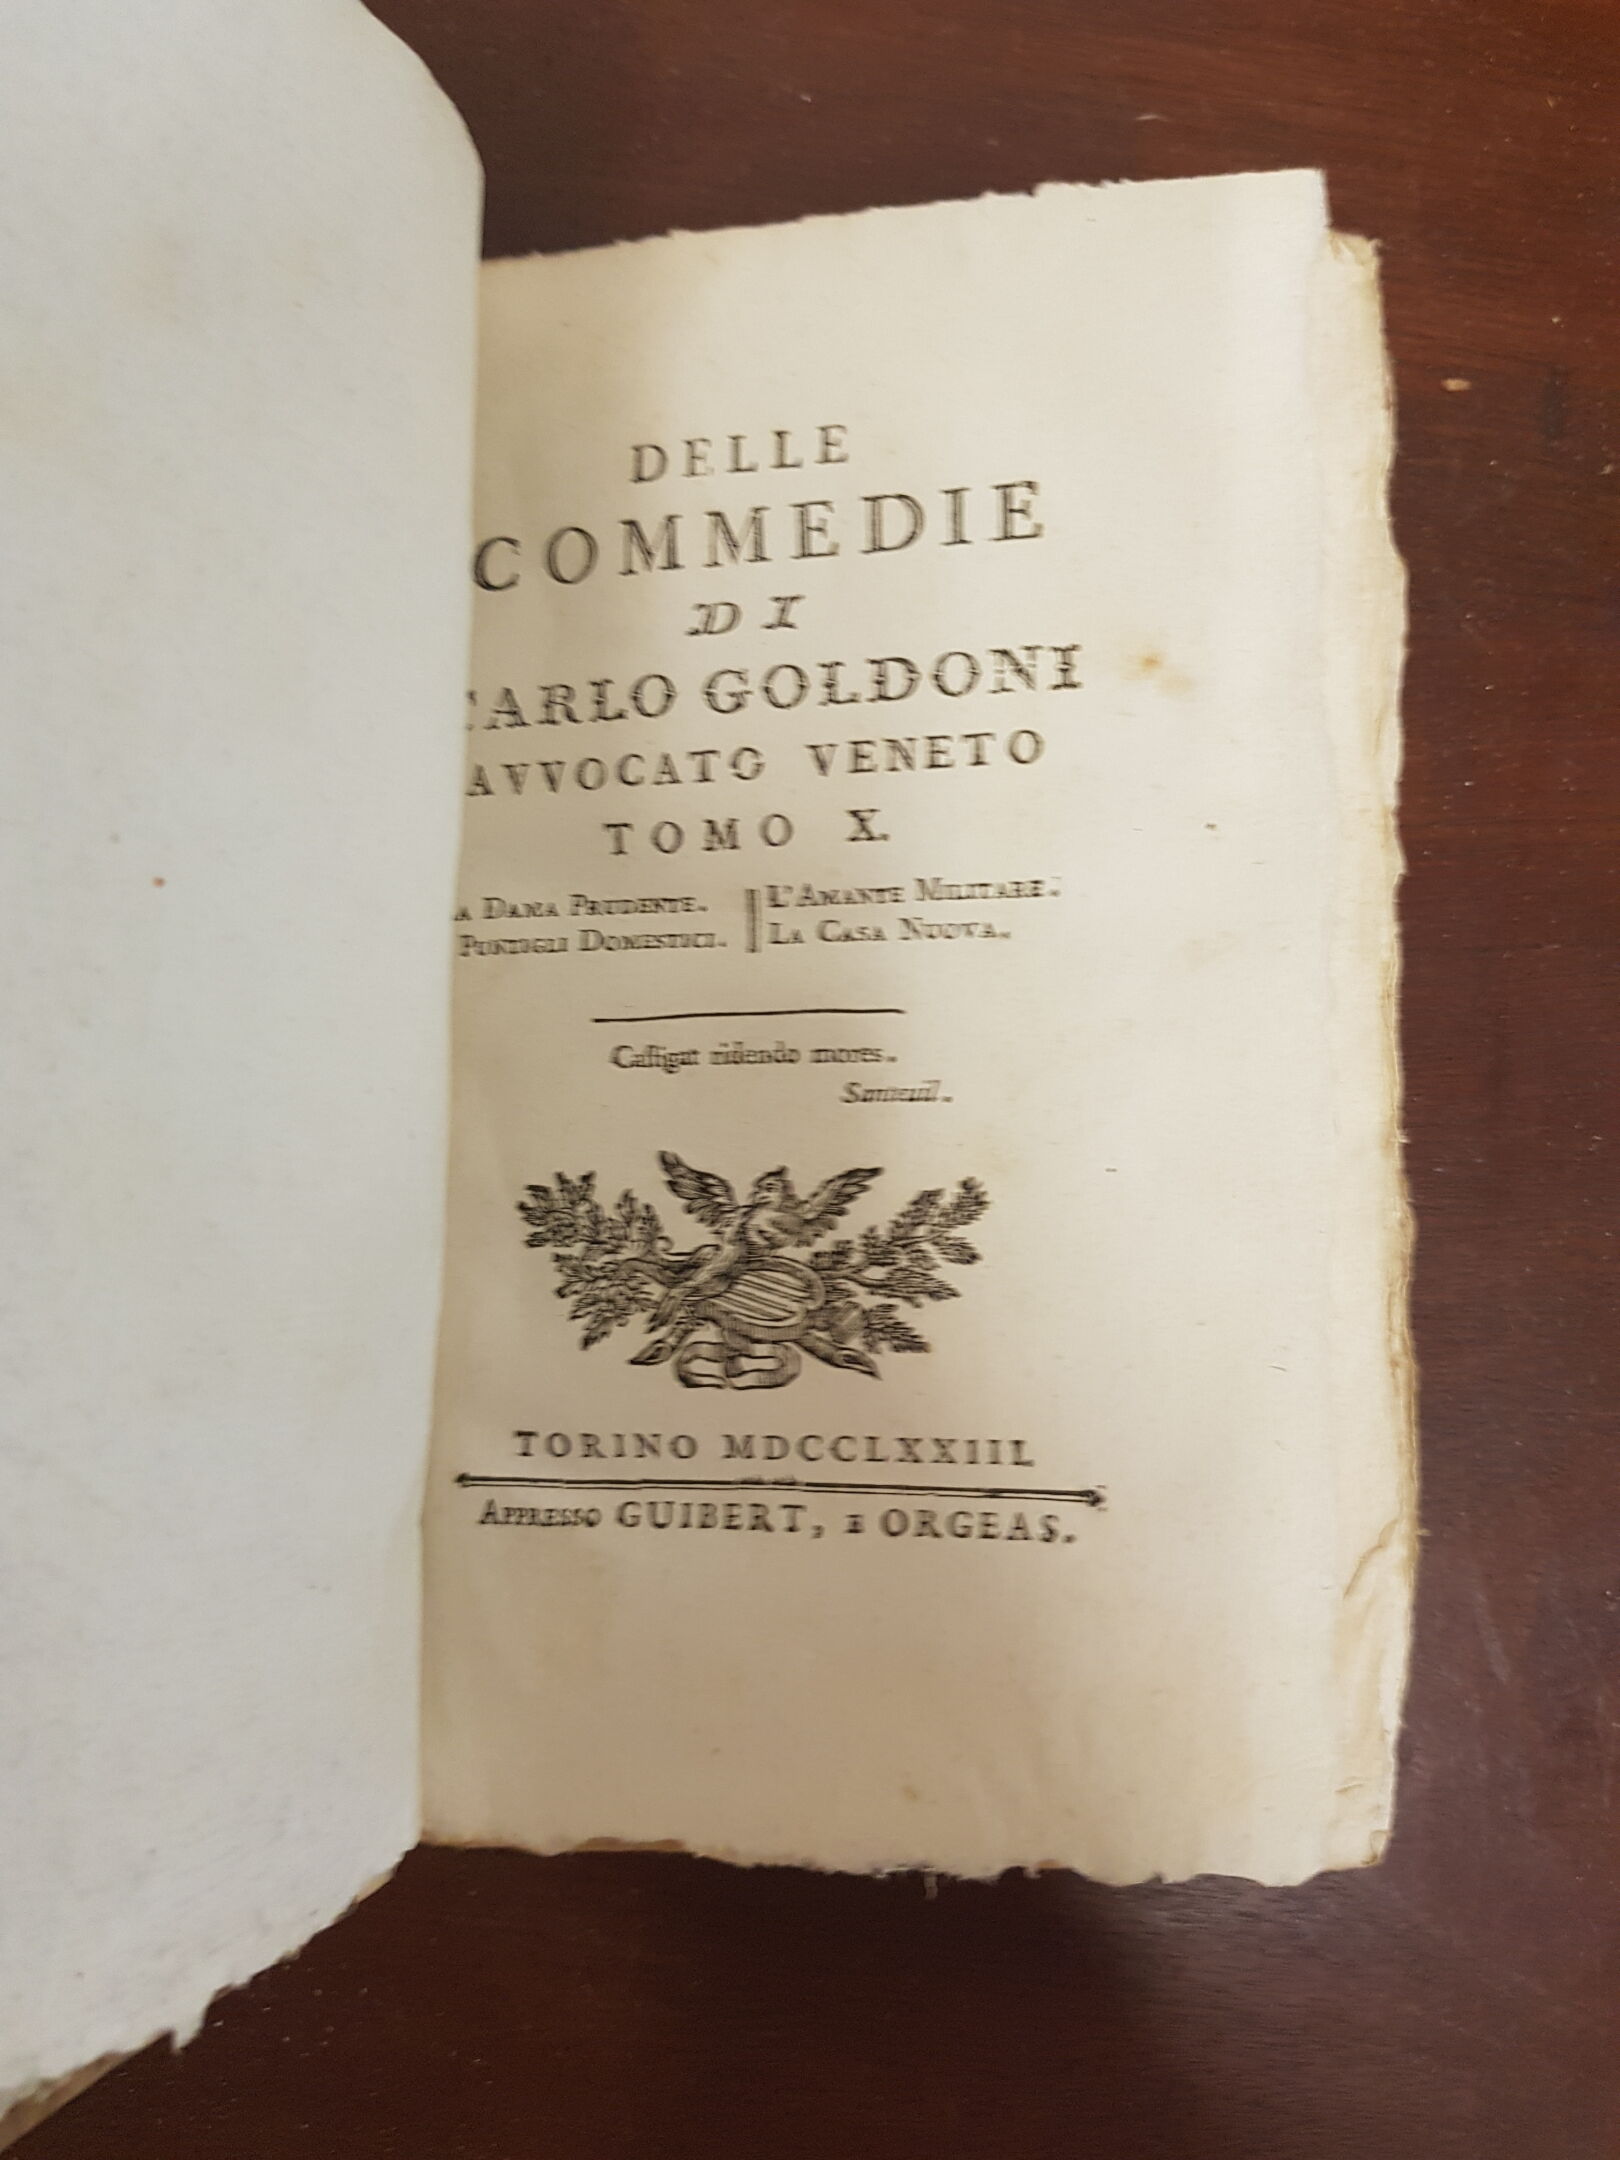 DELLE
COMMEDIE
DI
CARLO GOLDONI
AVVOCATO VENETO
TOMO X.
A DAMA PRUDENTE. L'AMANTE MILITARE.
PUNTIGLI DOMESTICI. LA CASA NUOVA.
Castigat ridendo mores.
Santeuil.
TORINO MDCCLXXIII.
APPRESSO GUIBERT, E ORGEAS.